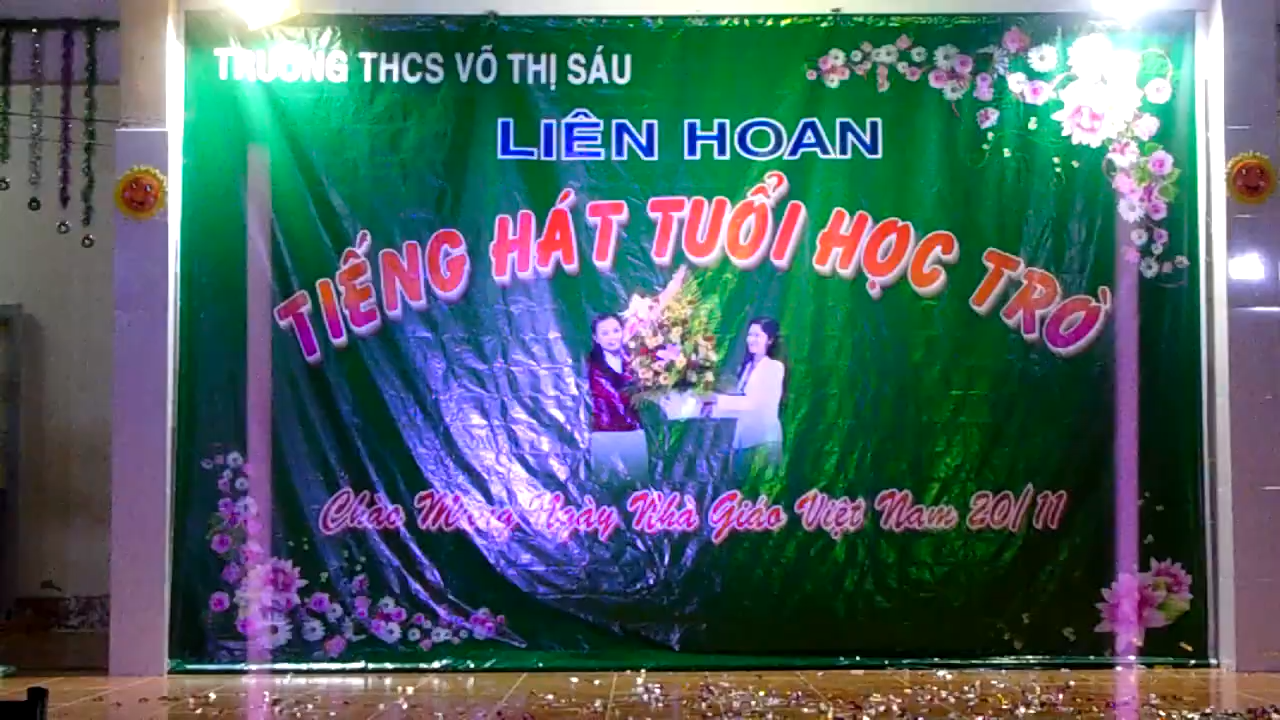 TRƯỜNG THCS VÕ THỊ SÁU
LIÊN HOAN
TIẾNG HÁT TUỔI HỌC TRÒ
Chào Mừng Ngày Nhà Giáo Việt Nam 20/11